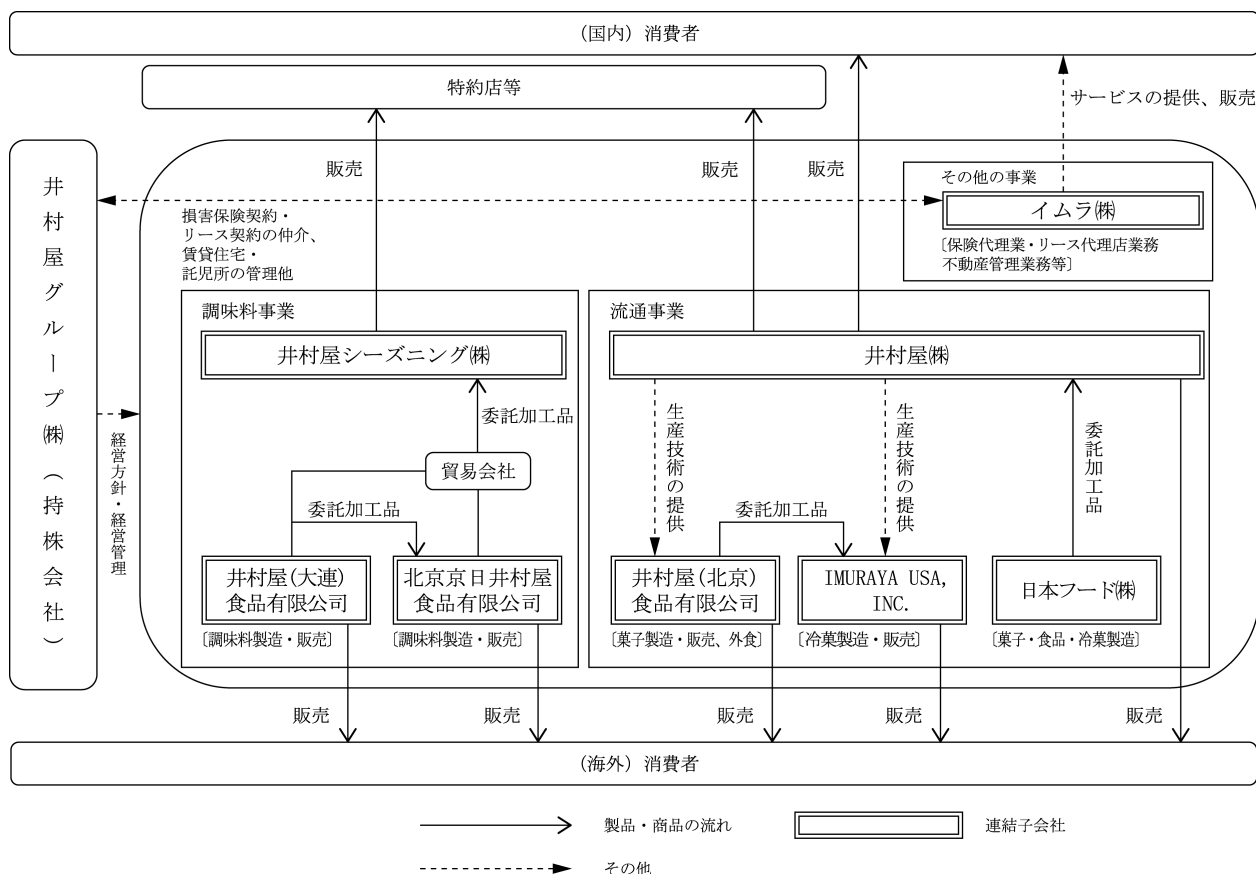 （国内）消費者
特約店等
サービスの提供、販売
販売
販売
販売
井村屋グループ㈱（持株会社）
経営方針・経営管理
その他の事業
イムラ㈱
〔保険代理業・リース代理店業務
不動産管理業務等〕
損害保険契約・
リース契約の仲介、
賃貸住宅・
託児所の管理他
調味料事業
井村屋シーズニング㈱
委託加工品
貿易会社
委託加工品
井村屋（大連）
食品有限公司
〔調味料製造・販売〕
北京京日井村屋
食品有限公司
〔調味料製造・販売〕
流通事業
井村屋㈱
生産技術の提供
生産技術の提供
委託加工品
委託加工品
井村屋（北京）
食品有限公司
〔菓子製造・販売、外食〕
IMURAYA USA,
INC.
〔冷菓製造・販売〕
日本フード㈱
〔菓子・食品・冷菓製造〕
販売
販売
販売
販売
販売
（海外）消費者
製品・商品の流れ
連結子会社
その他